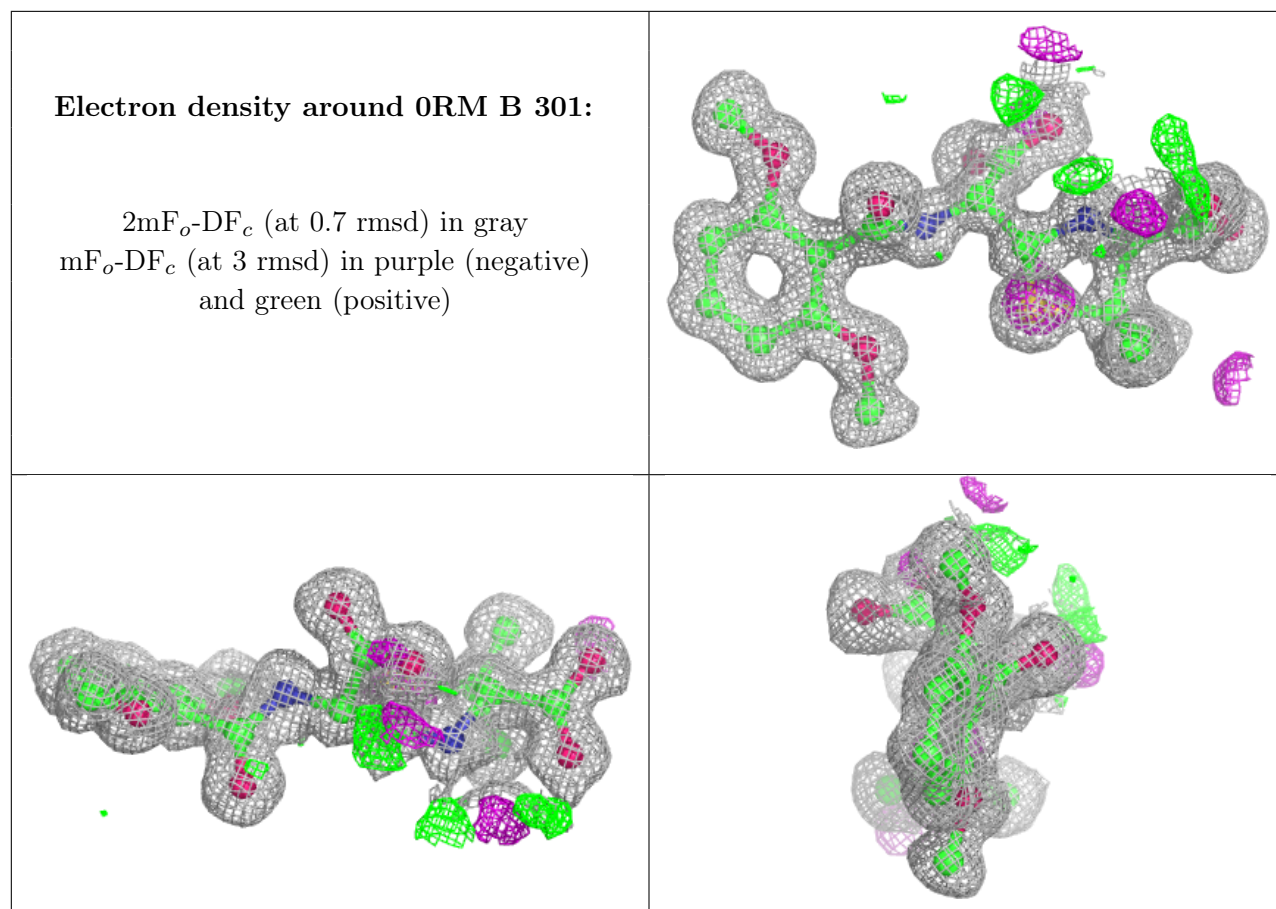 Electron density around 0RM B 301:
2mFo-DFc (at 0.7 rmsd) in gray
mFo-DFc (at 3 rmsd) in purple (negative)
and green (positive)